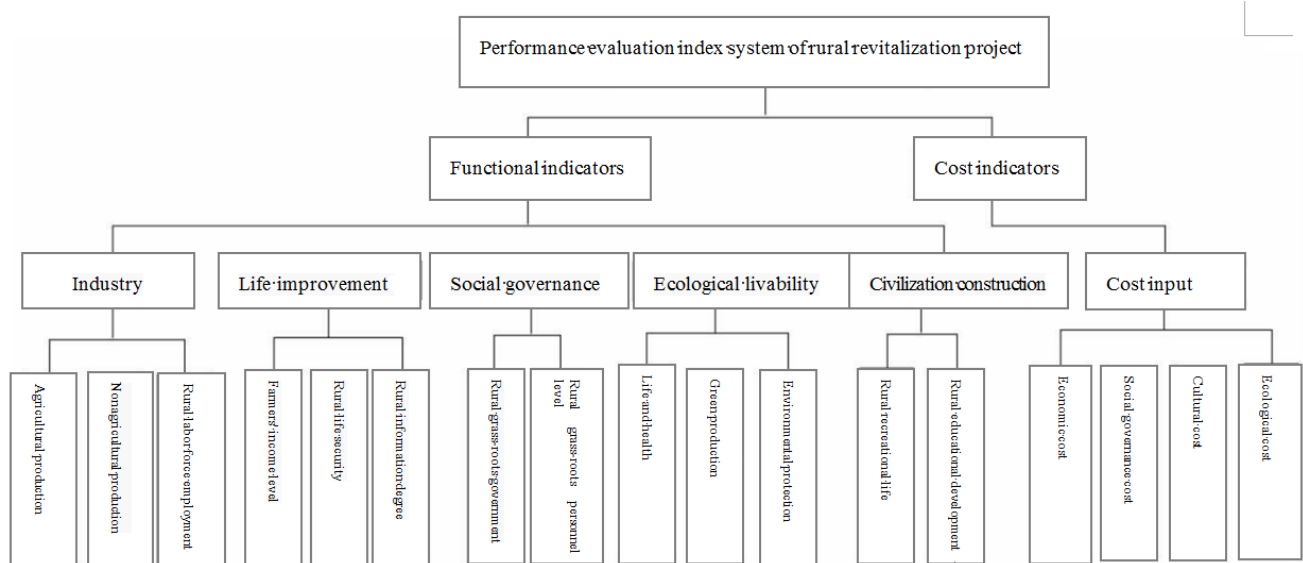 Performance evaluation index system of rural revitalization project
Functional indicators
Cost indicators
Industry
Life improvement
Social governance
Ecological livability
Civilization construction
Cost input
Agricultural production
Nonagricultural production
Rural labor force employment
Farmers' income level
Rural life security
Rural information degree
Rural grass-roots government
Rural grass-roots personnel
level
Life and health
Green production
Environmental protection
Rural recreational life
Rural educational development
Economic cost
Social governance cost
Cultural cost
Ecological cost